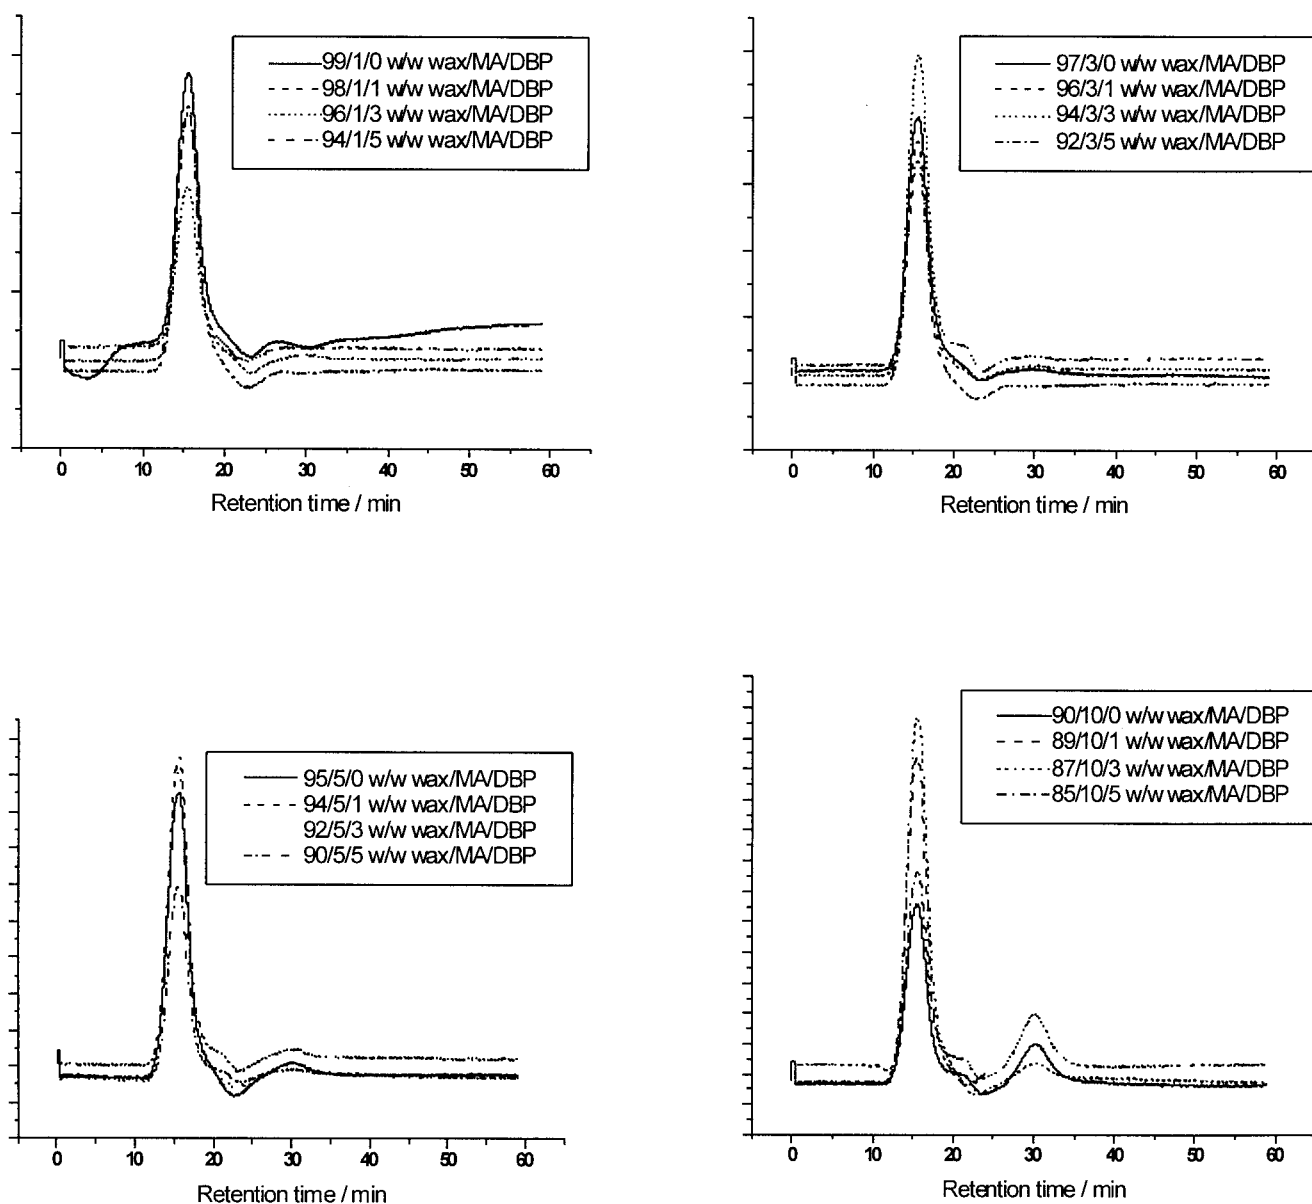 99/1/0 w/w wax/MA/DBP
98/1/1 w/w wax/MA/DBP
96/1/3 w/w wax/MA/DBP
94/1/5 w/w wax/MA/DBP
0 10 20 30 40 50 60
Retention time / min
97/3/0 w/w wax/MA/DBP
96/3/1 w/w wax/MA/DBP
94/3/3 w/w wax/MA/DBP
92/3/5 w/w wax/MA/DBP
0 10 20 30 40 50 60
Retention time / min
95/5/0 w/w wax/MA/DBP
94/5/1 w/w wax/MA/DBP
92/5/3 w/w wax/MA/DBP
90/5/5 w/w wax/MA/DBP
0 10 20 30 40 50 60
Retention time / min
90/10/0 w/w wax/MA/DBP
89/10/1 w/w wax/MA/DBP
87/10/3 w/w wax/MA/DBP
85/10/5 w/w wax/MA/DBP
0 10 20 30 40 50 60
Retention time / min